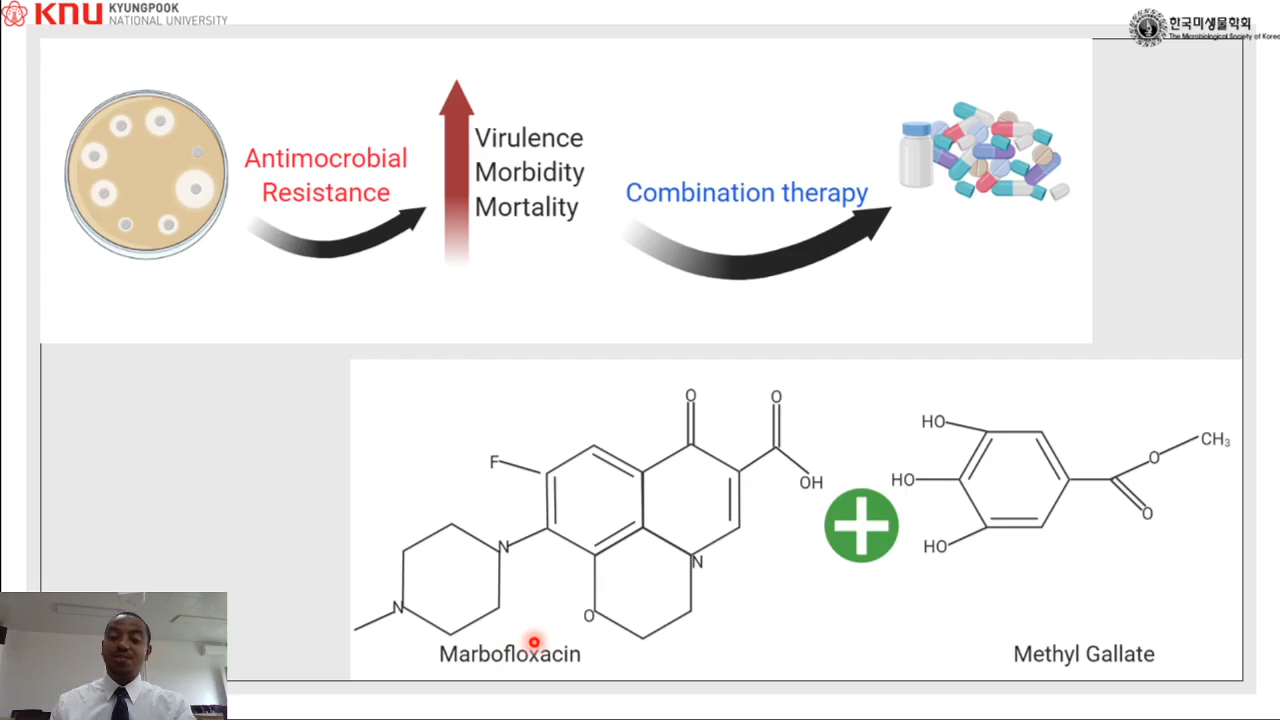 KNU KYUNGPOOK
NATIONAL UNIVERSITY
한국미생물학회
The Microbiological Society of Korea
Antimocrobial
Resistance
Virulence
Morbidity
Mortality
Combination therapy
O
O
F
OH
N
N
N
O
Marbofloxacin
HO
HO
HO
O
CH3
O
Methyl Gallate